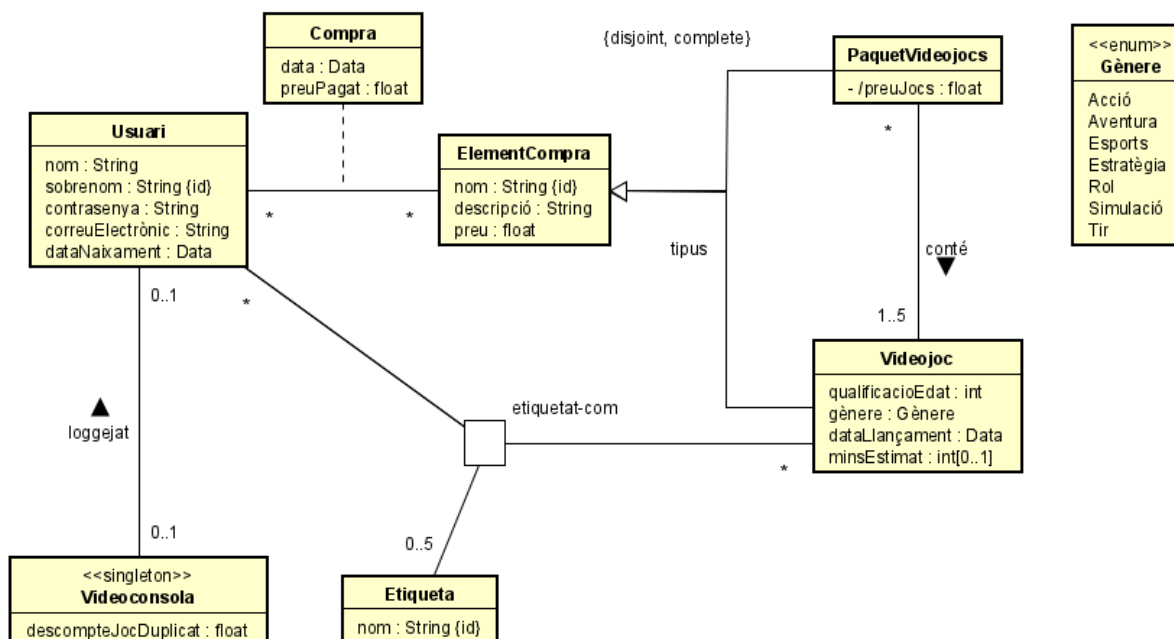 Compra
data : Data
preuPagat : float
{disjoint, complete}
PaquetVideojocs
- /preuJocs : float
<<enum>>
Gènere
Acció
Aventura
Esports
Estratègia
Rol
Simulació
Tir
Usuari
nom : String
sobrenom : String {id}
contrasenya : String
correuElectrònic : String
dataNaixament : Data
ElementCompra
nom : String {id}
descripció : String
preu : float
*
*
*
tipus
conté
1..5
0..1
*
Videojoc
qualificacioEdat : int
gènere : Gènere
dataLlançament : Data
minsEstimat : int[0..1]
etiquetat-com
*
loggejat
0..1
0..5
<<singleton>>
Videoconsola
descompteJocDuplicat : float
Etiqueta
nom : String {id}